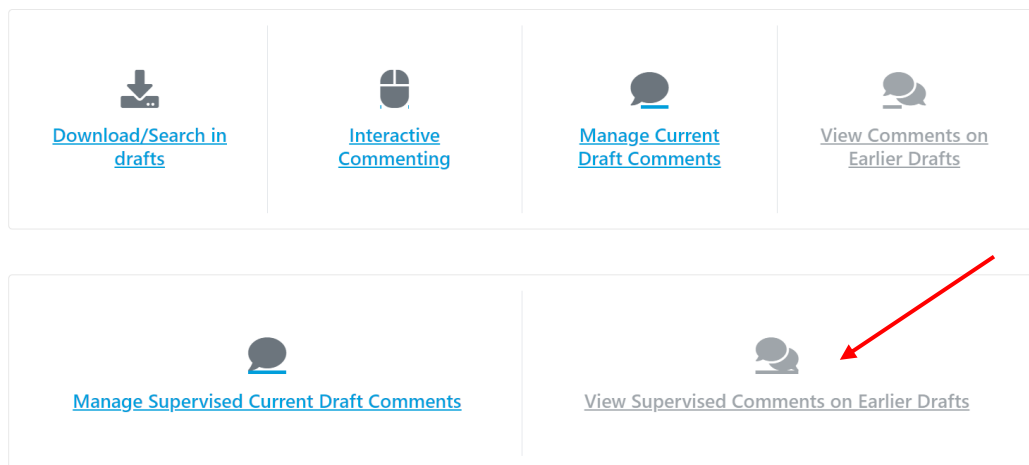 Download/Search in
drafts
Interactive
Commenting
Manage Current
Draft Comments
View Comments on
Earlier Drafts
Manage Supervised Current Draft Comments
View Supervised Comments on Earlier Drafts